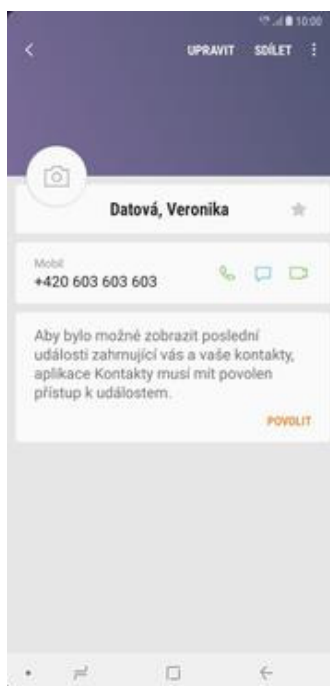 10:00
UPRAVIT SDÍLET
Datová, Veronika
Mobil
+420 603 603 603
Aby bylo možné zobrazit poslední
události zahrnující vás a vaše kontakty,
aplikace Kontakty musí mít povolen
přístup k událostem.
POVOLIT